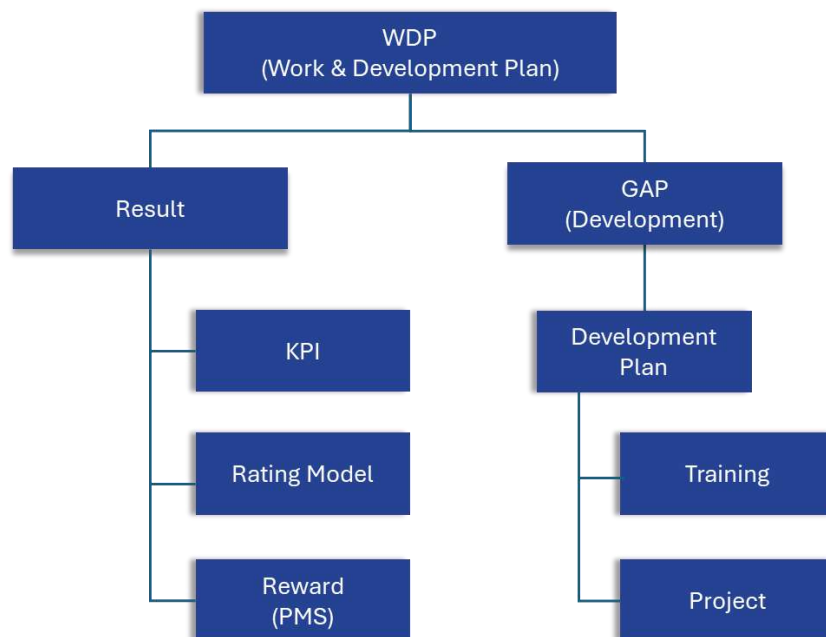 WDP
(Work & Development Plan)
Result
GAP
(Development)
KPI
Development
Plan
Rating Model
Training
Reward
(PMS)
Project